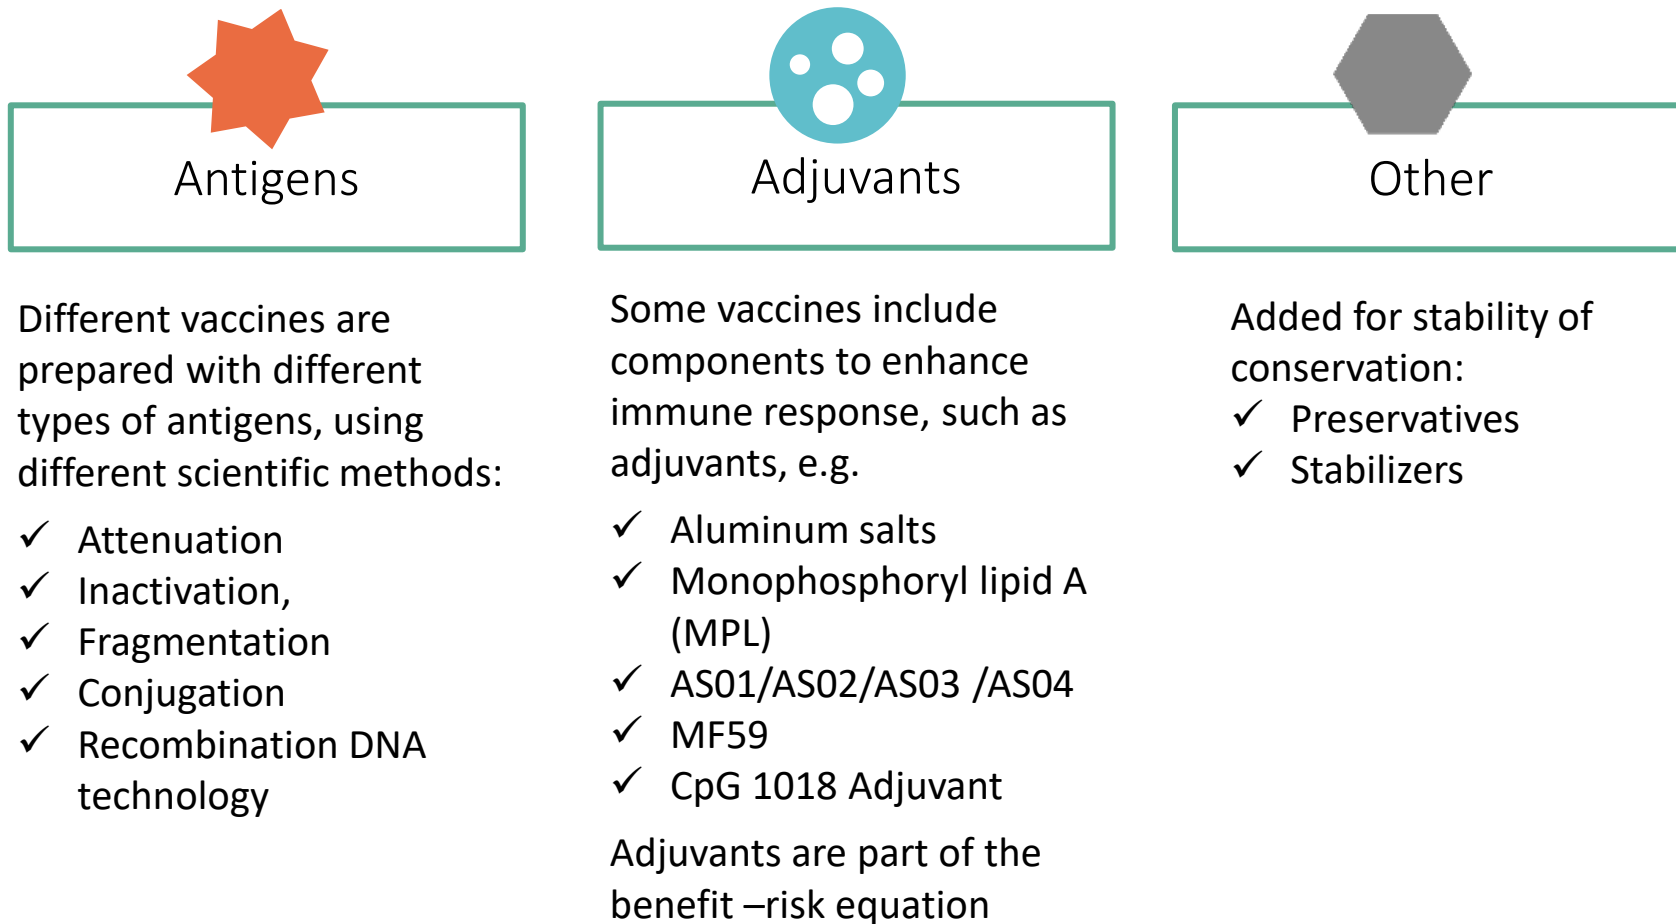 Antigens
Different vaccines are
prepared with different
types of antigens, using
different scientific methods:
✓ Attenuation
✓ Inactivation,
✓ Fragmentation
✓ Conjugation
✓ Recombination DNA
technology
Adjuvants
Some vaccines include
components to enhance
immune response, such as
adjuvants, e.g.
✓ Aluminum salts
✓ Monophosphoryl lipid A
(MPL)
✓ AS01/AS02/AS03 /AS04
✓ MF59
✓ CpG 1018 Adjuvant
Adjuvants are part of the
benefit –risk equation
Other
Added for stability of
conservation:
✓ Preservatives
✓ Stabilizers